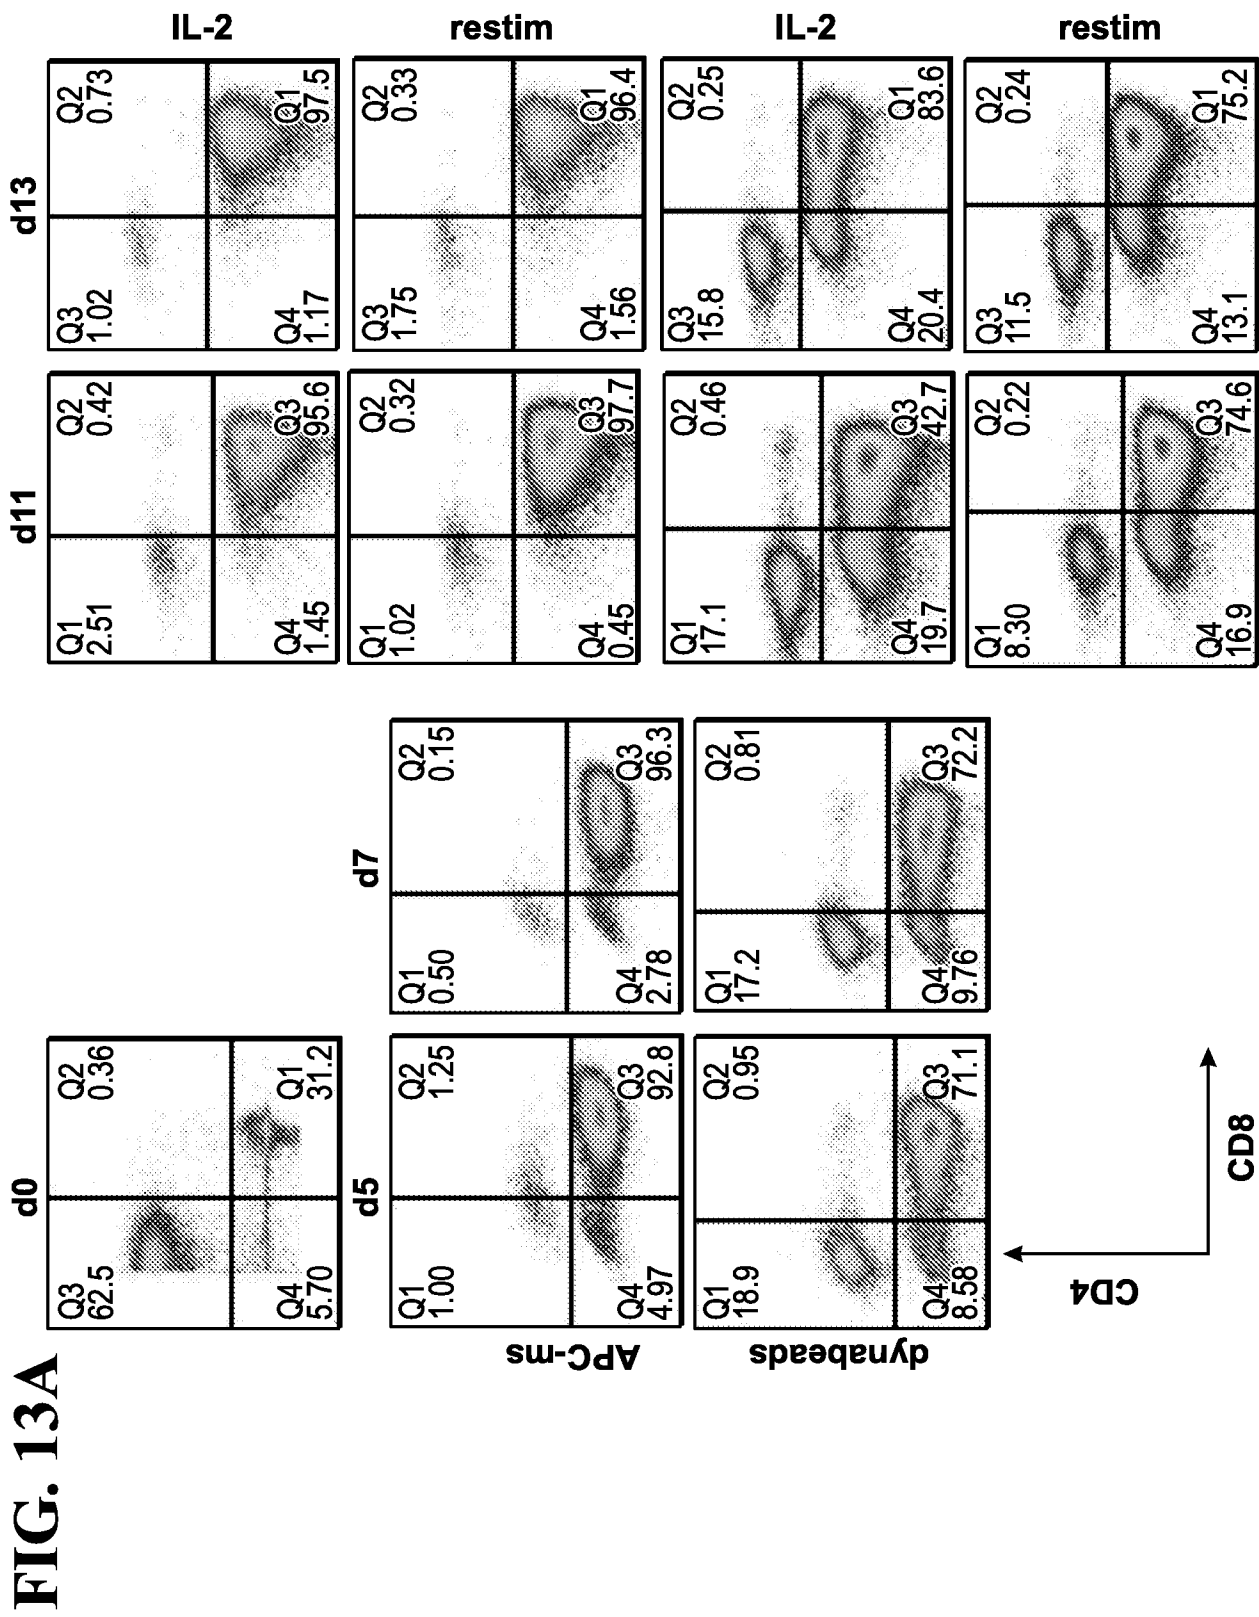 FIG. 13A
d0
Q3
62.5
Q2
0.36
Q4
5.70
Q1
31.2
d5
d7
APC-ms
Q1
1.00
Q2
1.25
Q4
4.97
Q3
92.8
Q1
0.50
Q2
0.15
Q4
2.78
Q3
96.3
dynabeads
Q1
18.9
Q2
0.95
Q4
8.58
Q3
71.1
Q1
17.2
Q2
0.81
Q4
9.76
Q3
72.2
CD4
CD8
d11
d13
Q1
2.51
Q2
0.42
Q4
1.45
Q3
95.6
Q3
1.02
Q2
0.73
Q4
1.17
Q1
97.5
IL-2
Q1
1.02
Q2
0.32
Q4
0.45
Q3
97.7
Q3
1.75
Q2
0.33
Q4
1.56
Q1
96.4
restim
Q1
17.1
Q2
0.46
Q4
19.7
Q3
42.7
Q3
15.8
Q2
0.25
Q4
20.4
Q1
83.6
IL-2
Q1
8.30
Q2
0.22
Q4
16.9
Q3
74.6
Q3
11.5
Q2
0.24
Q4
13.1
Q1
75.2
restim